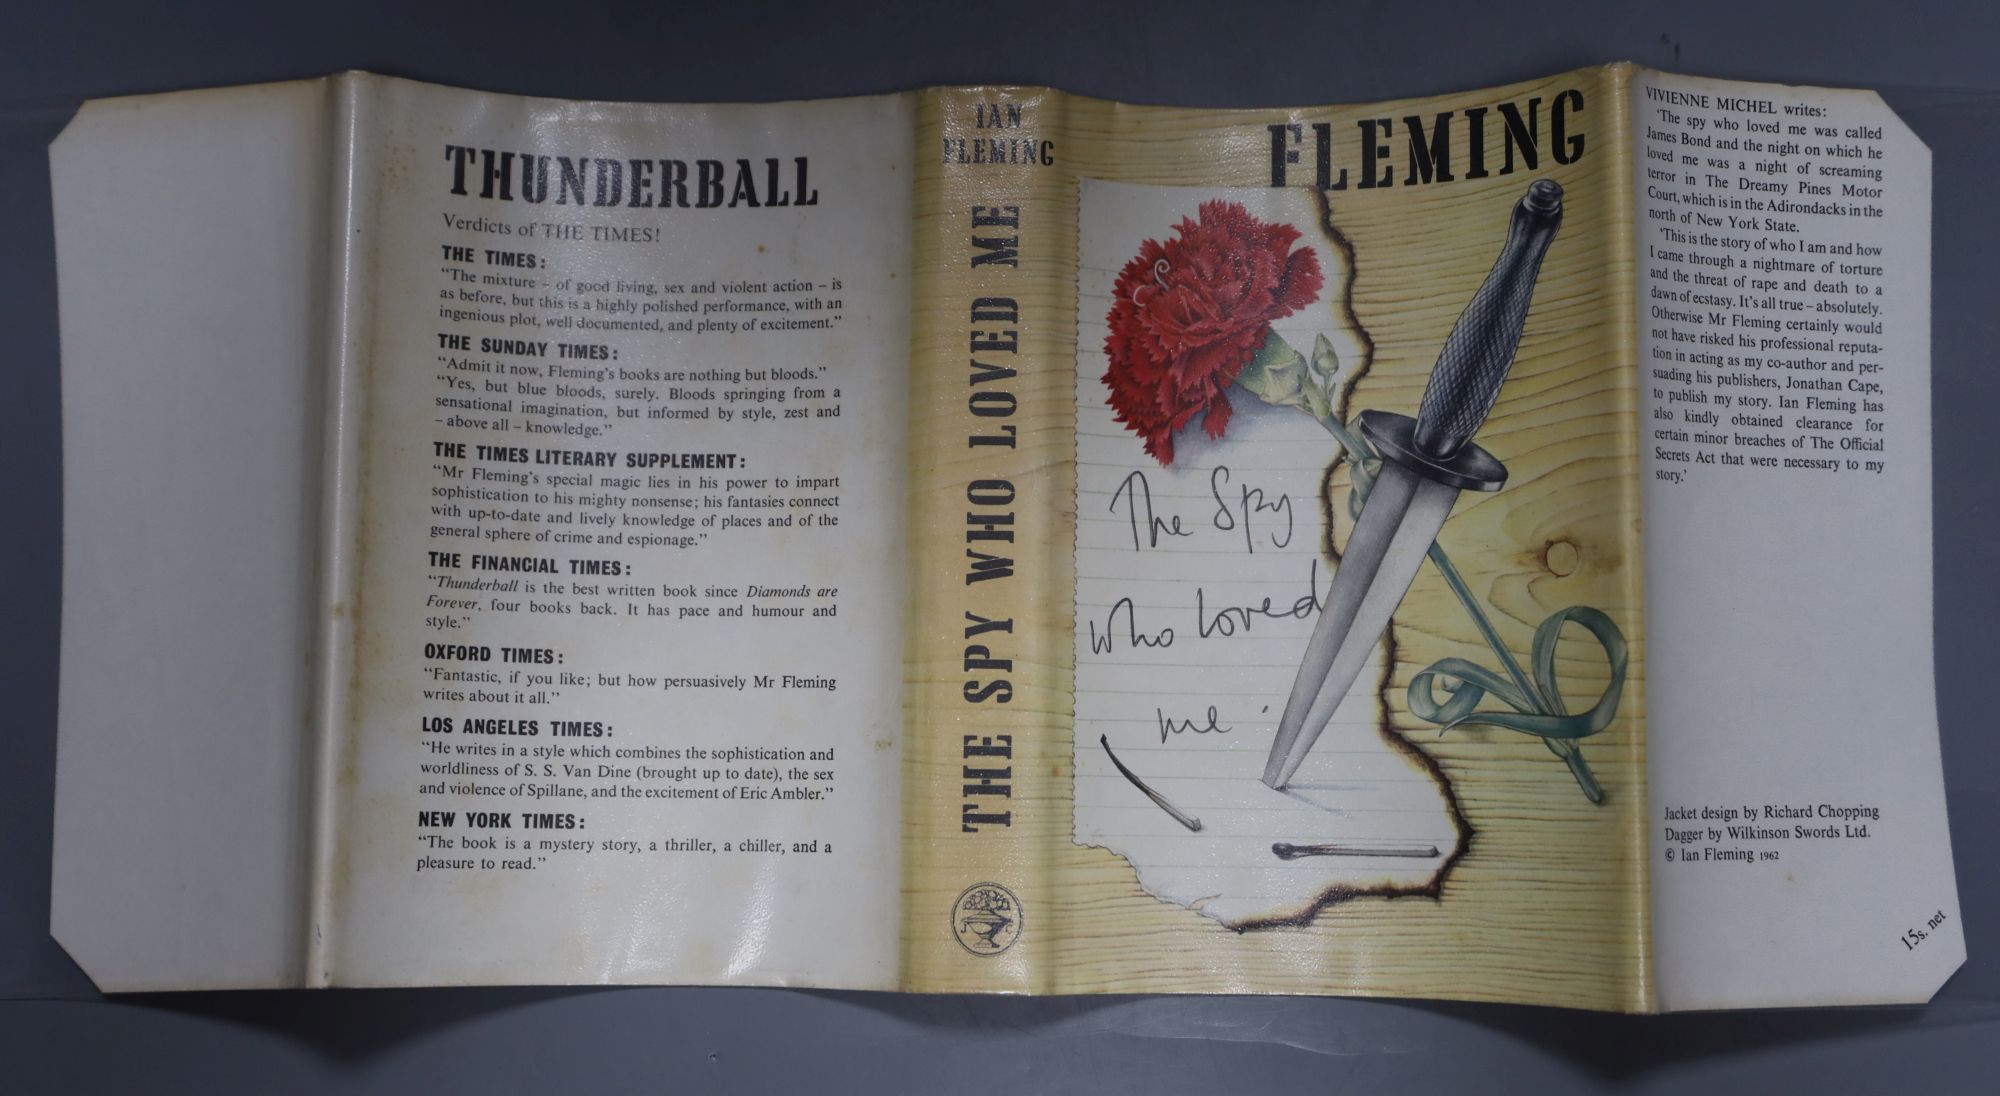 THUNDERBALL
Verdicts of THE TIMES!
THE TIMES:
“The mixture – of good living, sex and violent action – is
as before, but this is a highly polished performance, with an
ingenious plot, well documented, and plenty of excitement.”
THE SUNDAY TIMES:
“Admit it now, Fleming's books are nothing but bloods.”
“Yes, but blue bloods, surely. Bloods springing from a
sensational imagination, but informed by style, zest and
– above all – knowledge.”
THE TIMES LITERARY SUPPLEMENT:
“Mr Fleming's special magic lies in his power to impart
sophistication to his mighty nonsense; his fantasies connect
with up-to-date and lively knowledge of places and of the
general sphere of crime and espionage.”
THE FINANCIAL TIMES:
“Thunderball is the best written book since Diamonds are
Forever, four books back. It has pace and humour and
style.”
OXFORD TIMES:
“Fantastic, if you like; but how persuasively Mr Fleming
writes about it all.”
LOS ANGELES TIMES:
“He writes in a style which combines the sophistication and
worldliness of S. S. Van Dine (brought up to date), the sex
and violence of Spillane, and the excitement of Eric Ambler.”
NEW YORK TIMES:
“The book is a mystery story, a thriller, a chiller, and a
pleasure to read.”
IAN
FLEMING
THE SPY WHO LOVED ME
J C
FLEMING
The Spy
who loved
me.
VIVIENNE MICHEL writes:
‘The spy who loved me was called
James Bond and the night on which he
loved me was a night of screaming
terror in The Dreamy Pines Motor
Court, which is in the Adirondacks in the
north of New York State.
‘This is the story of who I am and how
I came through a nightmare of torture
and the threat of rape and death to a
dawn of ecstasy. It's all true – absolutely.
Otherwise Mr Fleming certainly would
not have risked his professional reputa-
tion in acting as my co-author and per-
suading his publishers, Jonathan Cape,
to publish my story. Ian Fleming has
also kindly obtained clearance for
certain minor breaches of The Official
Secrets Act that were necessary to my
story.’
Jacket design by Richard Chopping
Dagger by Wilkinson Swords Ltd.
© Ian Fleming 1962
15s. net